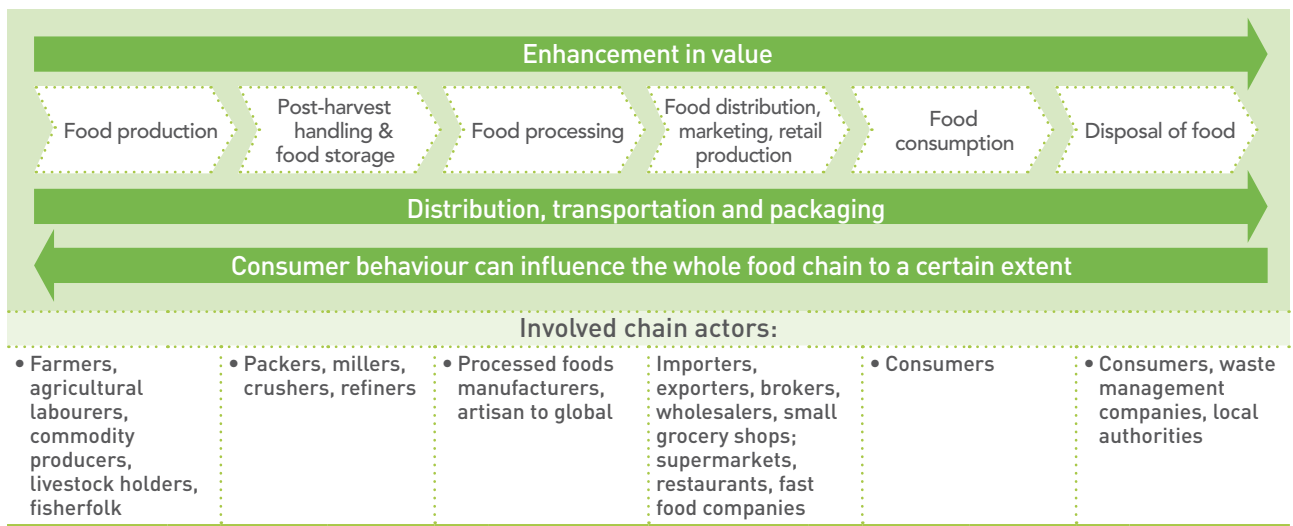 Enhancement in value
Food production
Post-harvest
handling &
food storage
Food processing
Food distribution,
marketing, retail
production
Food
consumption
Disposal of food
Distribution, transportation and packaging
Consumer behaviour can influence the whole food chain to a certain extent
Involved chain actors:
• Farmers,
agricultural
labourers,
commodity
producers,
livestock holders,
fisherfolk
• Packers, millers,
crushers, refiners
• Processed foods
manufacturers,
artisan to global
Importers,
exporters, brokers,
wholesalers, small
grocery shops;
supermarkets,
restaurants, fast
food companies
• Consumers
• Consumers, waste
management
companies, local
authorities